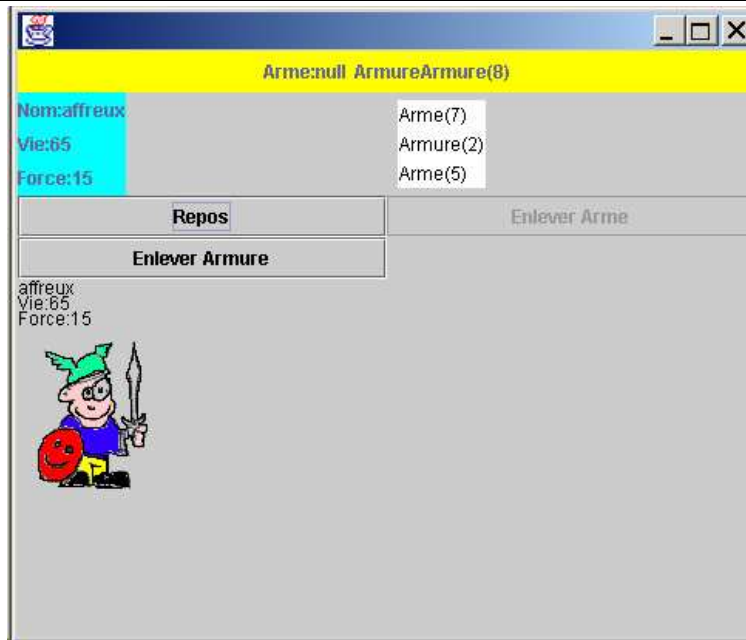 Arme:null ArmureArmure(8)
Nom:affreux
Vie:65
Force:15
Arme(7)
Armure(2)
Arme(5)
Repos
Enlever Arme
Enlever Armure
affreux
Vie:65
Force:15